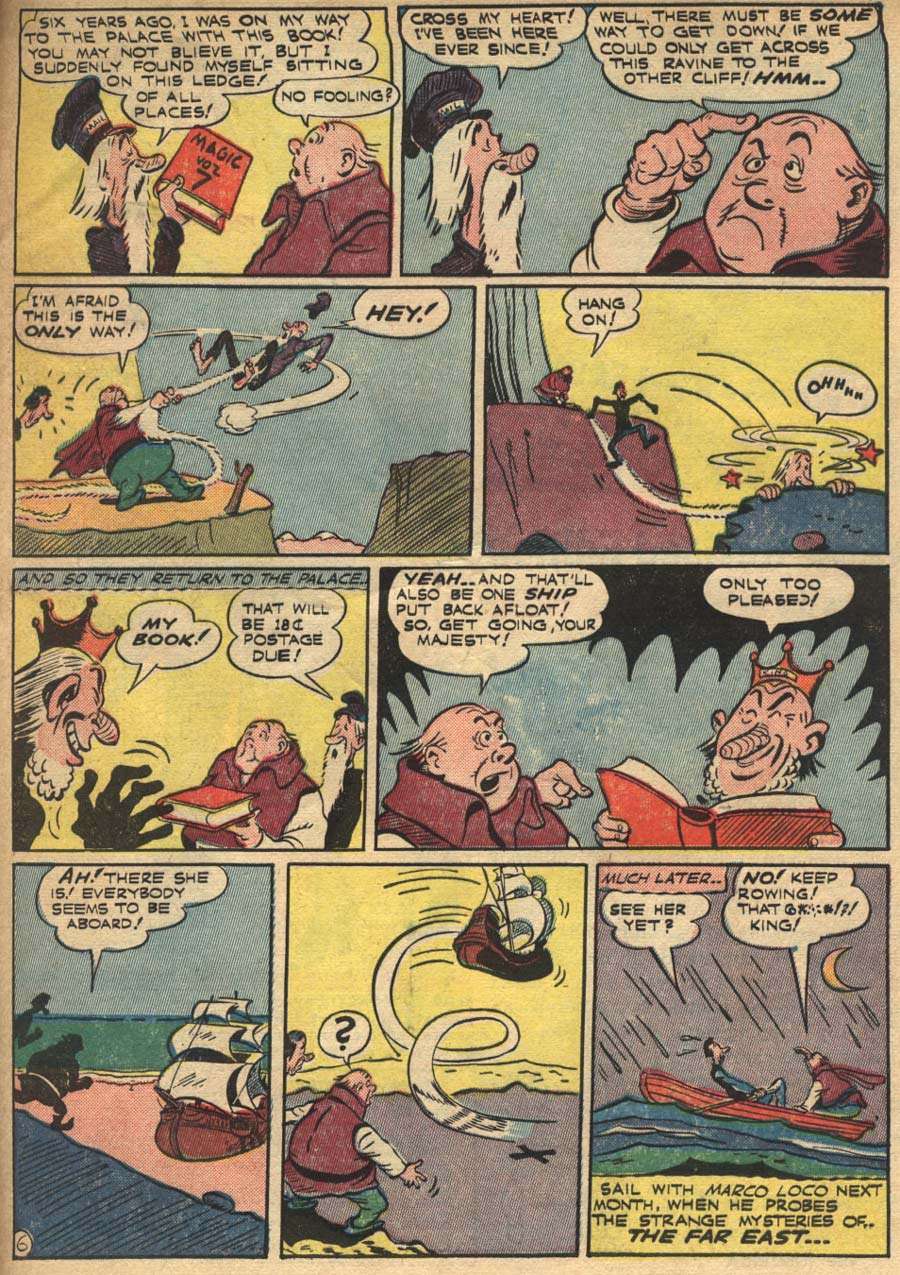 SIX YEARS AGO, I WAS ON MY WAY
TO THE PALACE WITH THIS BOOK!
YOU MAY NOT BLIEVE IT, BUT I
SUDDENLY FOUND MYSELF SITTING
ON THIS LEDGE!
OF ALL
PLACES!
NO FOOLING?
MAIL
MAGIC
VOL
7
CROSS MY HEART!
I'VE BEEN HERE
EVER SINCE!
WELL, THERE MUST BE SOME
WAY TO GET DOWN! IF WE
COULD ONLY GET ACROSS
THIS RAVINE TO THE
OTHER CLIFF! HMM..
MAIL
I'M AFRAID
THIS IS THE
ONLY WAY!
HEY!
HANG
ON!
OHHHH
AND SO THEY RETURN TO THE PALACE..
MY
BOOK!
THAT WILL
BE 18¢
POSTAGE
DUE!
YEAH.. AND THAT'LL
ALSO BE ONE SHIP
PUT BACK AFLOAT!
SO, GET GOING, YOUR
MAJESTY!
ONLY TOO
PLEASED!
KING
AH! THERE SHE
IS! EVERYBODY
SEEMS TO BE
ABOARD!
6
?
MUCH LATER..
SEE HER
YET?
NO! KEEP
ROWING!
THAT @*%*#!?!
KING!
SAIL WITH MARCO LOCO NEXT
MONTH, WHEN HE PROBES
THE STRANGE MYSTERIES OF..
THE FAR EAST...